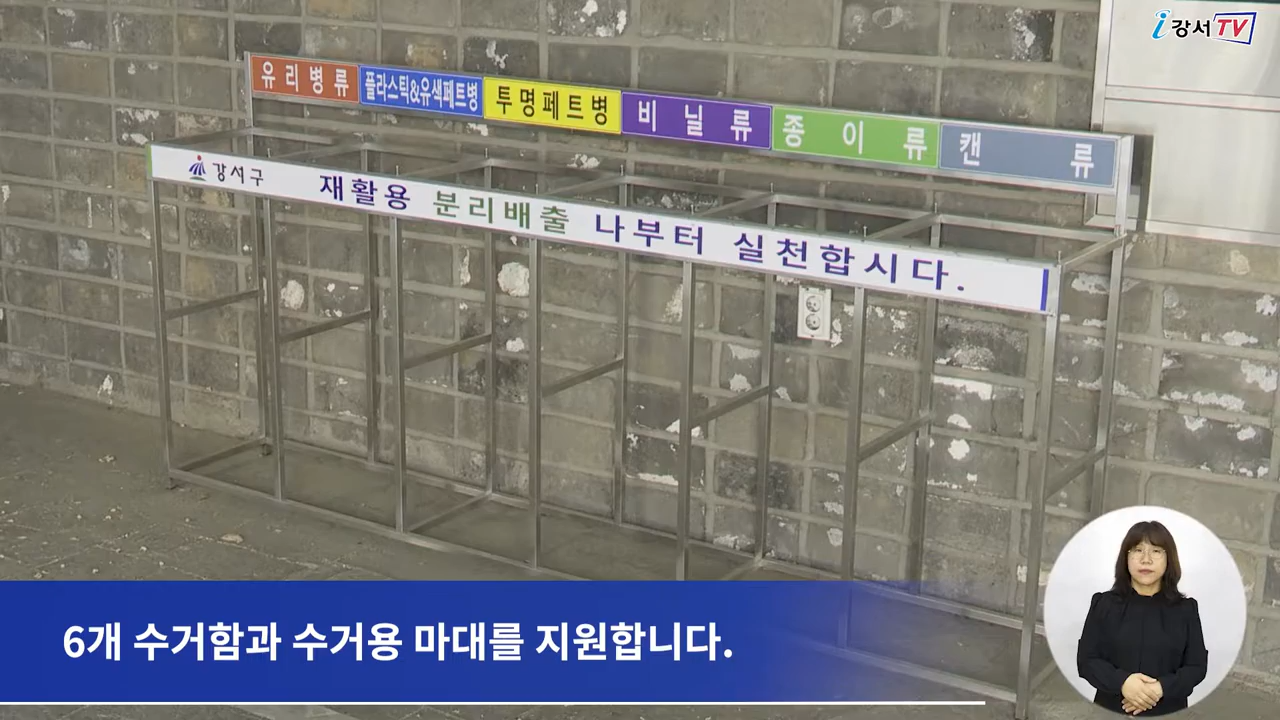 i강서TV
유리병류
플라스틱&유색페트병
투명페트병
비닐류
종이류
캔류
강서구
재활용 분리배출 나부터 실천합시다.
6개 수거함과 수거용 마대를 지원합니다.